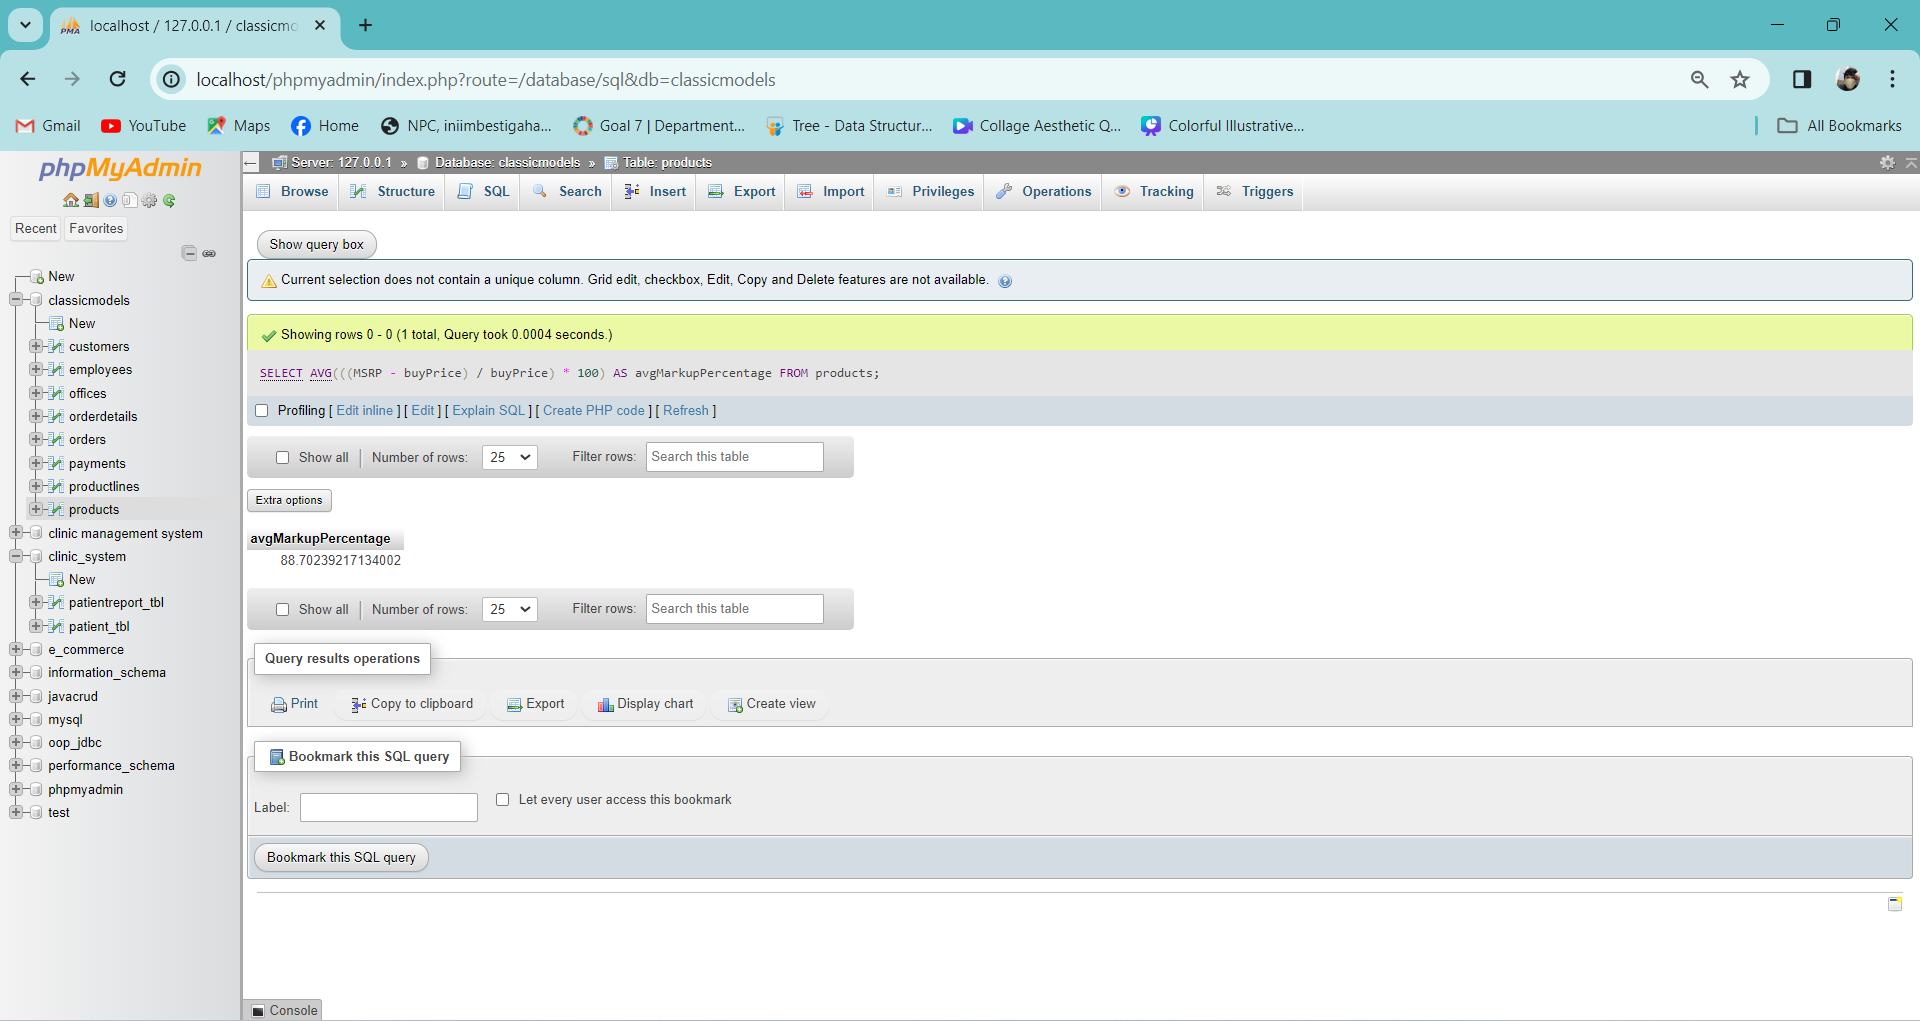 localhost / 127.0.0.1 / classicmo
localhost/phpmyadmin/index.php?route=/database/sql&db=classicmodels
Gmail YouTube Maps Home NPC, iniimbestigaha... Goal 7 | Department... Tree - Data Structur... Collage Aesthetic Q... Colorful Illustrative... All Bookmarks
phpMyAdmin
Recent Favorites
New
classicmodels
New
customers
employees
offices
orderdetails
orders
payments
productlines
products
clinic management system
clinic_system
New
patientreport_tbl
patient_tbl
e_commerce
information_schema
javacrud
mysql
oop_jdbc
performance_schema
phpmyadmin
test
Server: 127.0.0.1 » Database: classicmodels » Table: products
Browse Structure SQL Search Insert Export Import Privileges Operations Tracking Triggers
Show query box
Current selection does not contain a unique column. Grid edit, checkbox, Edit, Copy and Delete features are not available.
Showing rows 0 - 0 (1 total, Query took 0.0004 seconds.)
SELECT AVG(((MSRP - buyPrice) / buyPrice) * 100) AS avgMarkupPercentage FROM products;
Profiling [ Edit inline ] [ Edit ] [ Explain SQL ] [ Create PHP code ] [ Refresh ]
Show all Number of rows: 25 Filter rows: Search this table
Extra options
avgMarkupPercentage
88.70239217134002
Show all Number of rows: 25 Filter rows: Search this table
Query results operations
Print Copy to clipboard Export Display chart Create view
Bookmark this SQL query
Label: Let every user access this bookmark
Bookmark this SQL query
Console